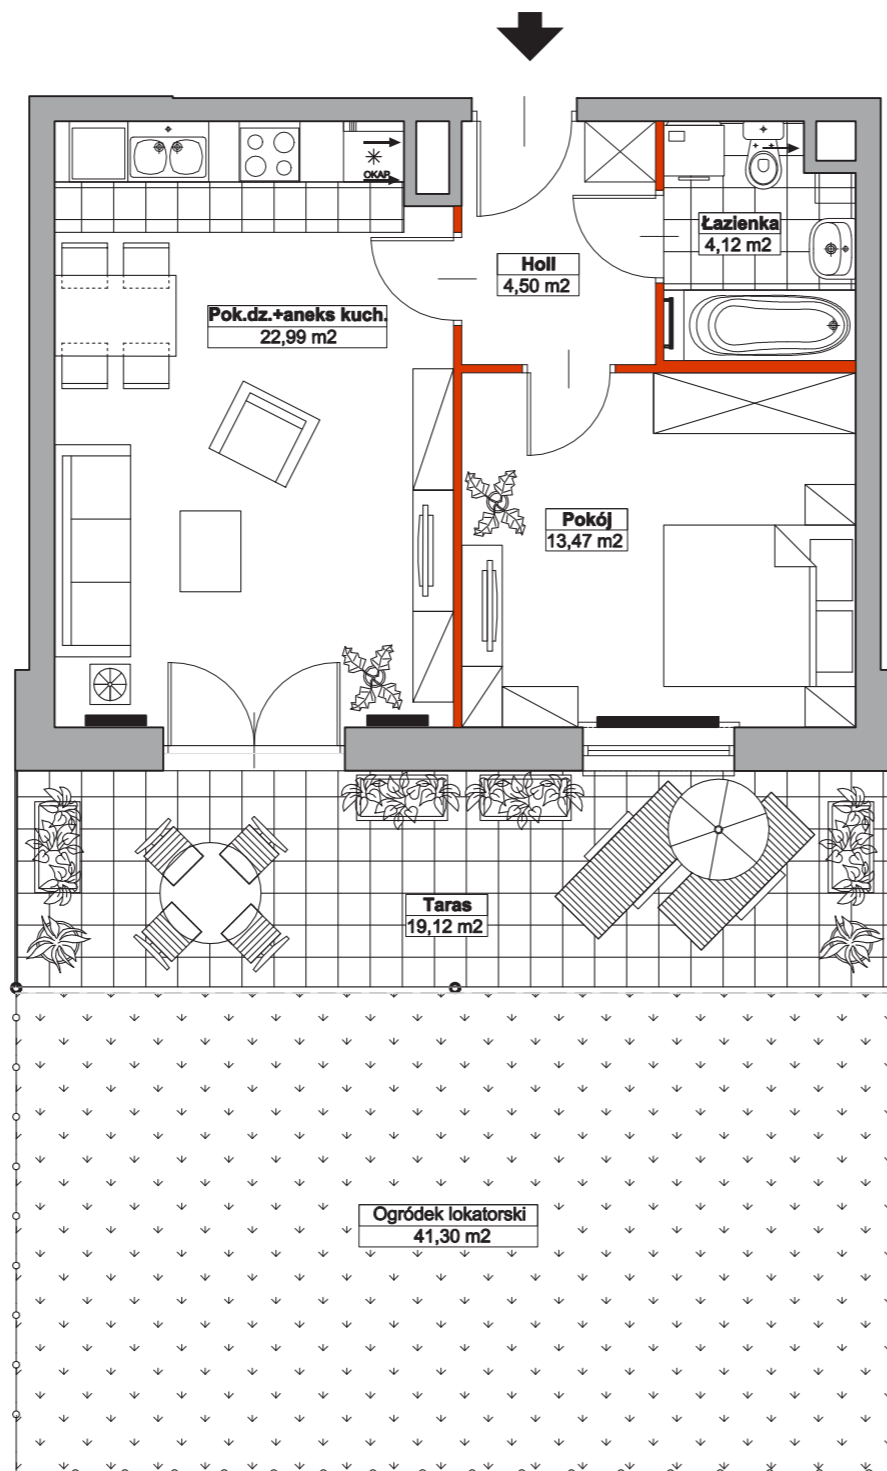 OKAP
Łazienka
4,12 m2
Holl
4,50 m2
Pok.dz.+aneks kuch.
22,99 m2
Pokój
13,47 m2
Taras
19,12 m2
Ogródek lokatorski
41,30 m2